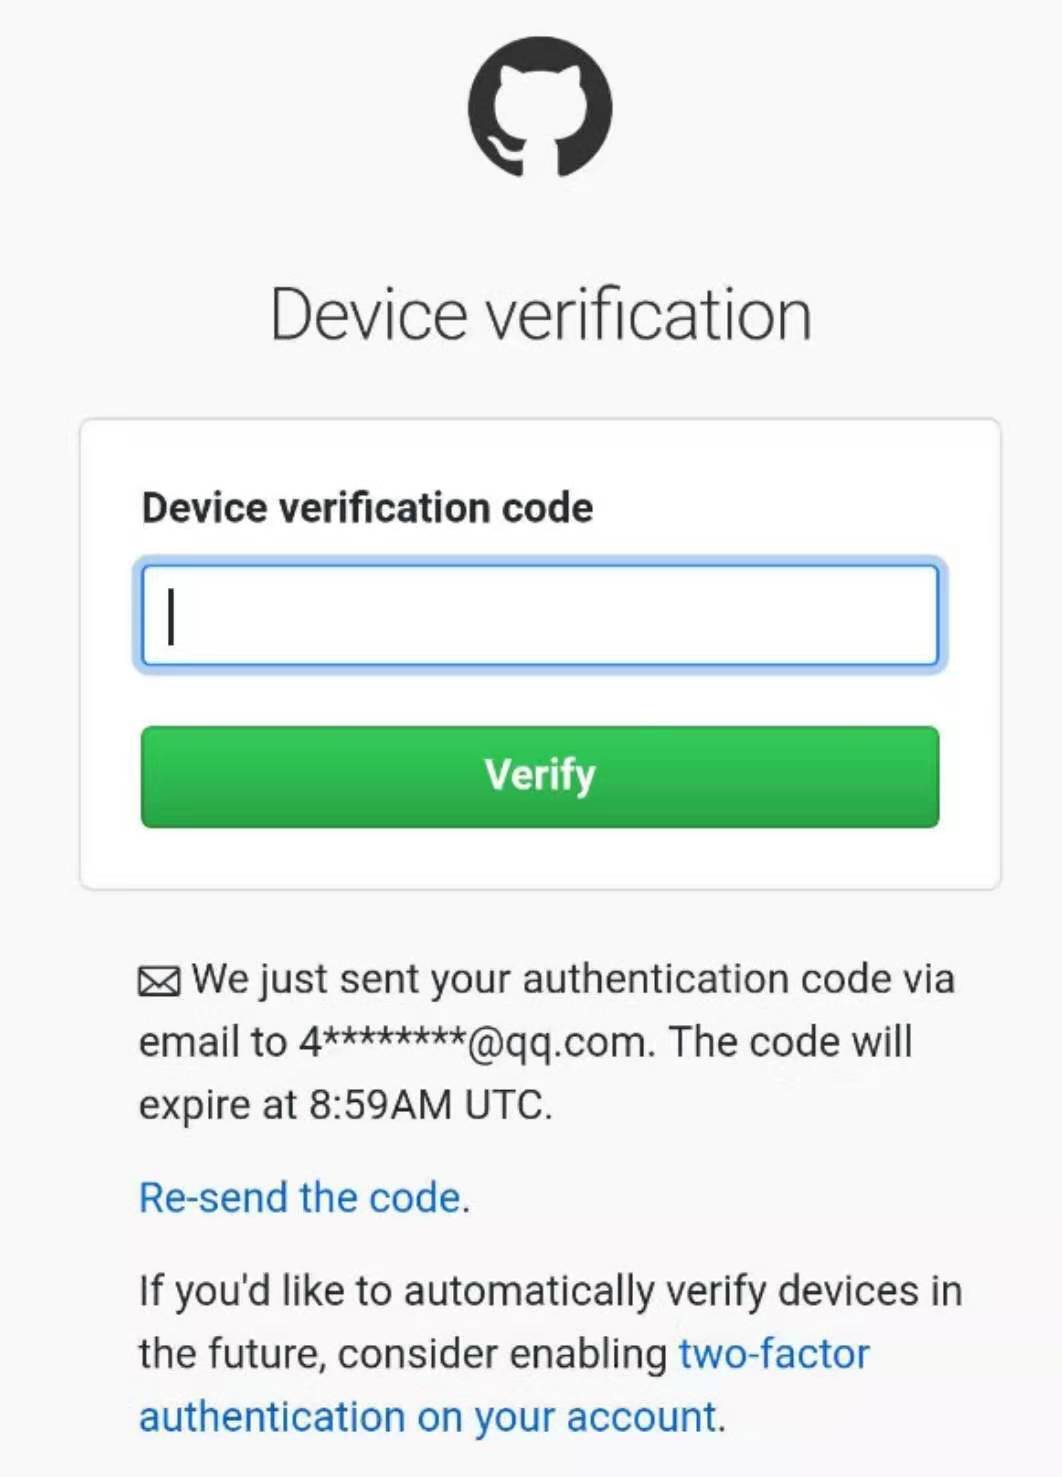 Device verification
Device verification code
Verify
We just sent your authentication code via
email to 4********@qq.com. The code will
expire at 8:59AM UTC.
Re-send the code.
If you'd like to automatically verify devices in
the future, consider enabling two-factor
authentication on your account.